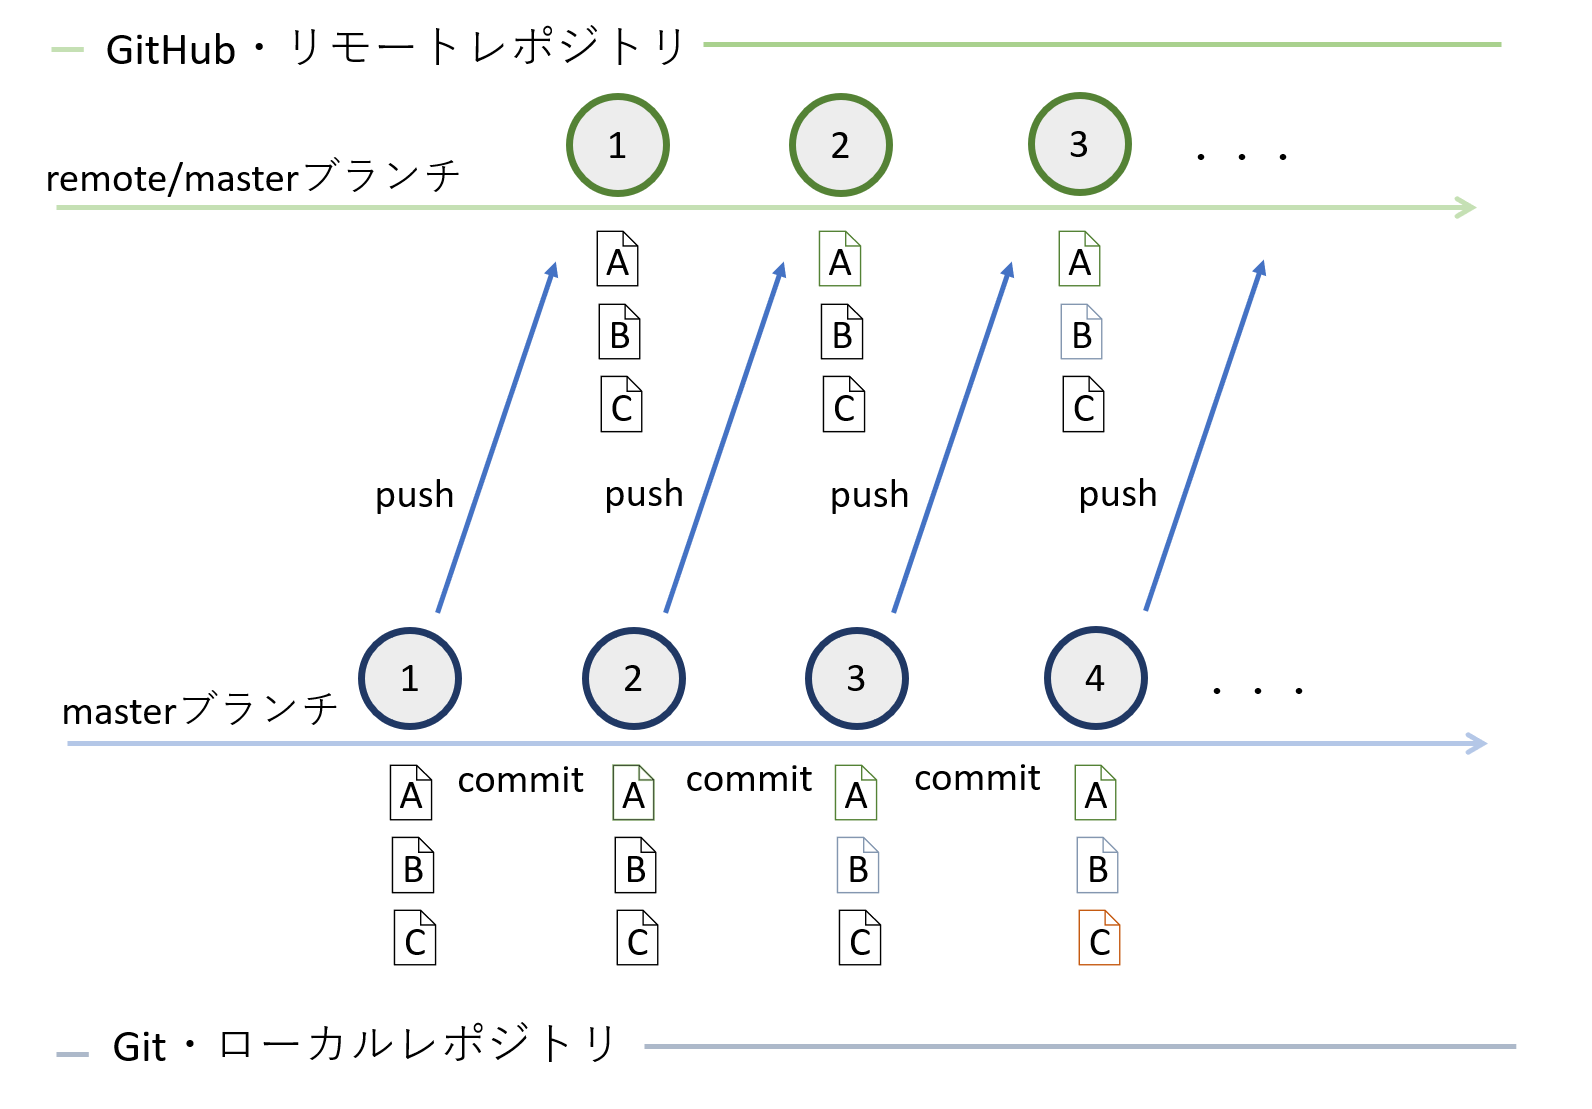 GitHub・リモートレポジトリ
1 2 3 ・・・
remote/masterブランチ
A A A
B B B
C C C
push push push push
1 2 3 4 ・・・
masterブランチ
A commit A commit A commit A
B B B B
C C C C
Git・ローカルレポジトリ